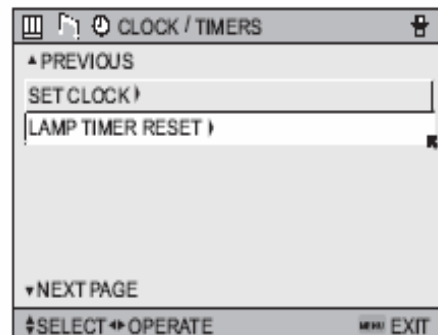 CLOCK / TIMERS
▲PREVIOUS
SET CLOCK
LAMP TIMER RESET
▼NEXT PAGE
SELECT OPERATE MENU EXIT